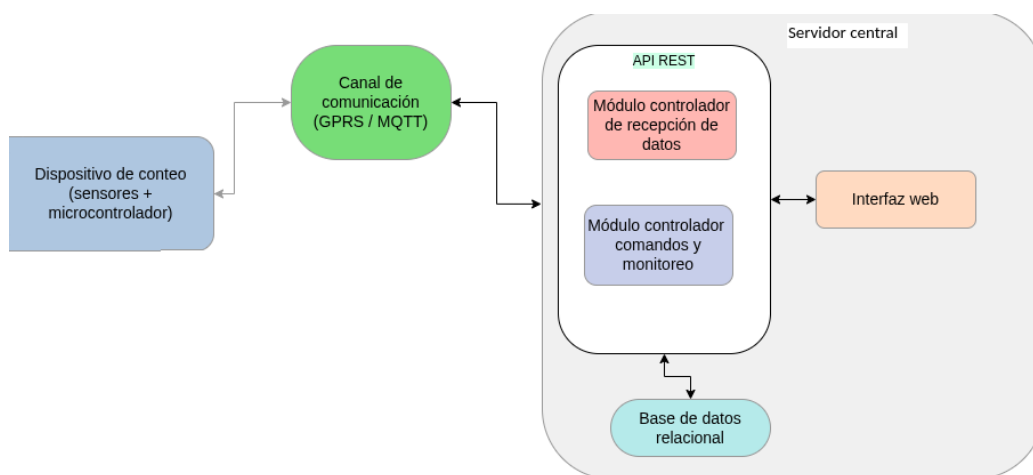 Servidor central
API REST
Canal de
comunicación
(GPRS / MQTT)
Módulo controlador
de recepción de
datos
Dispositivo de conteo
(sensores +
microcontrolador)
Interfaz web
Módulo controlador
comandos y
monitoreo
Base de datos
relacional